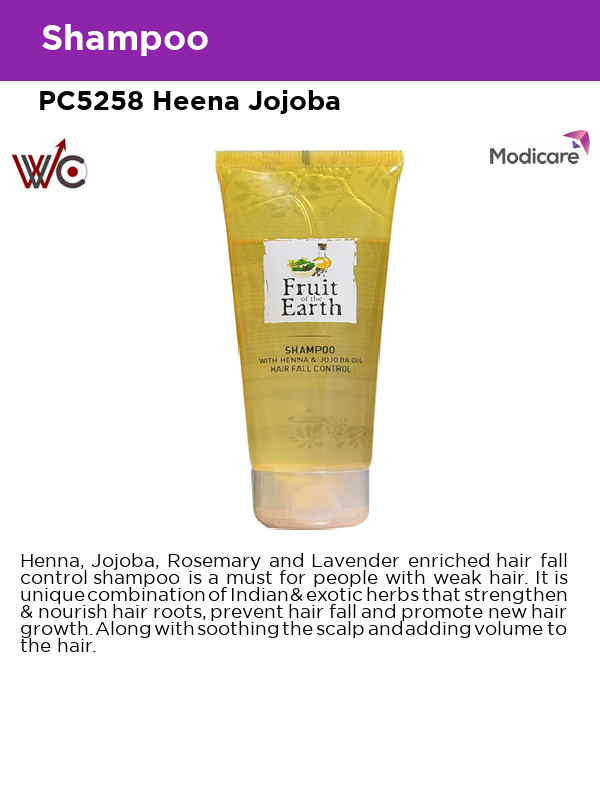 Shampoo
PC5258 Heena Jojoba
WC
Modicare
Fruit
of the
Earth
SHAMPOO
WITH HENNA & JOJOBA OIL
HAIR FALL CONTROL
Henna, Jojoba, Rosemary and Lavender enriched hair fall
control shampoo is a must for people with weak hair. It is
unique combination of Indian & exotic herbs that strengthen
& nourish hair roots, prevent hair fall and promote new hair
growth. Along with soothing the scalp and adding volume to
the hair.